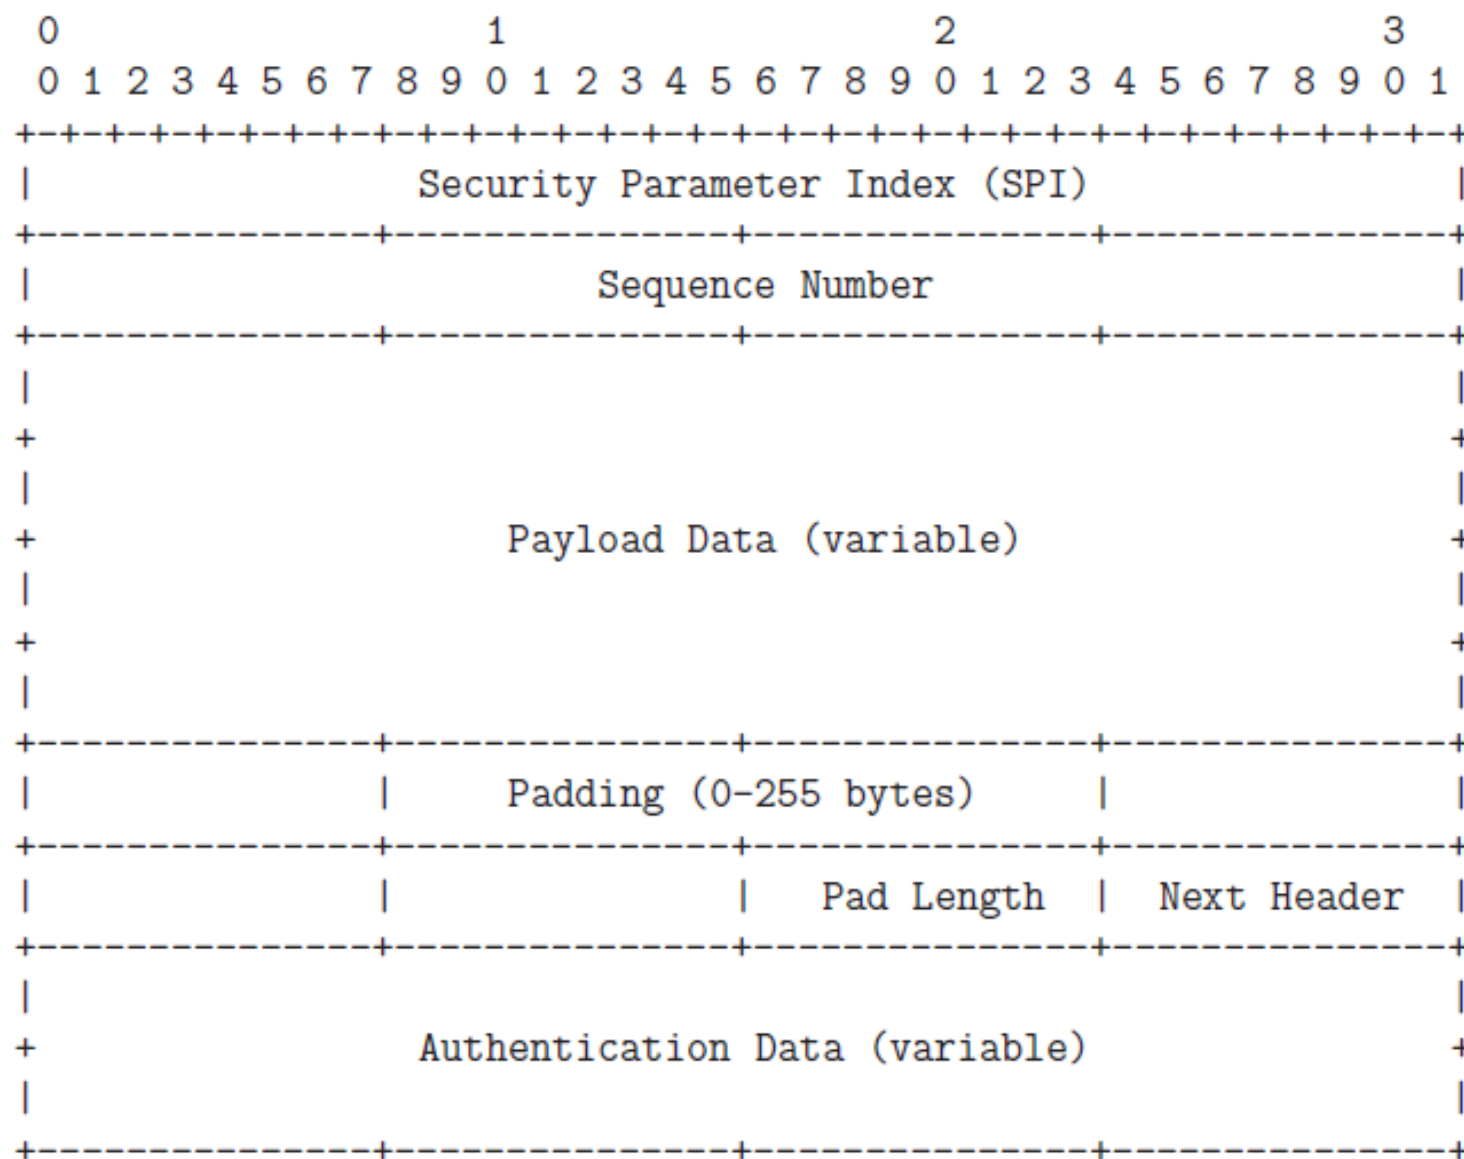 0 1 2 3
0 1 2 3 4 5 6 7 8 9 0 1 2 3 4 5 6 7 8 9 0 1 2 3 4 5 6 7 8 9 0 1
+-+-+-+-+-+-+-+-+-+-+-+-+-+-+-+-+-+-+-+-+-+-+-+-+-+-+-+-+-+-+-+-+
| Security Parameter Index (SPI) |
+---------------+---------------+---------------+---------------+
| Sequence Number |
+---------------+---------------+---------------+---------------+
| |
+ +
| |
+ Payload Data (variable) +
| |
+ +
| |
+---------------+---------------+---------------+---------------+
| | Padding (0-255 bytes) | |
+---------------+---------------+---------------+---------------+
| | | Pad Length | Next Header |
+---------------+---------------+---------------+---------------+
| |
+ Authentication Data (variable) +
| |
+---------------+---------------+---------------+---------------+